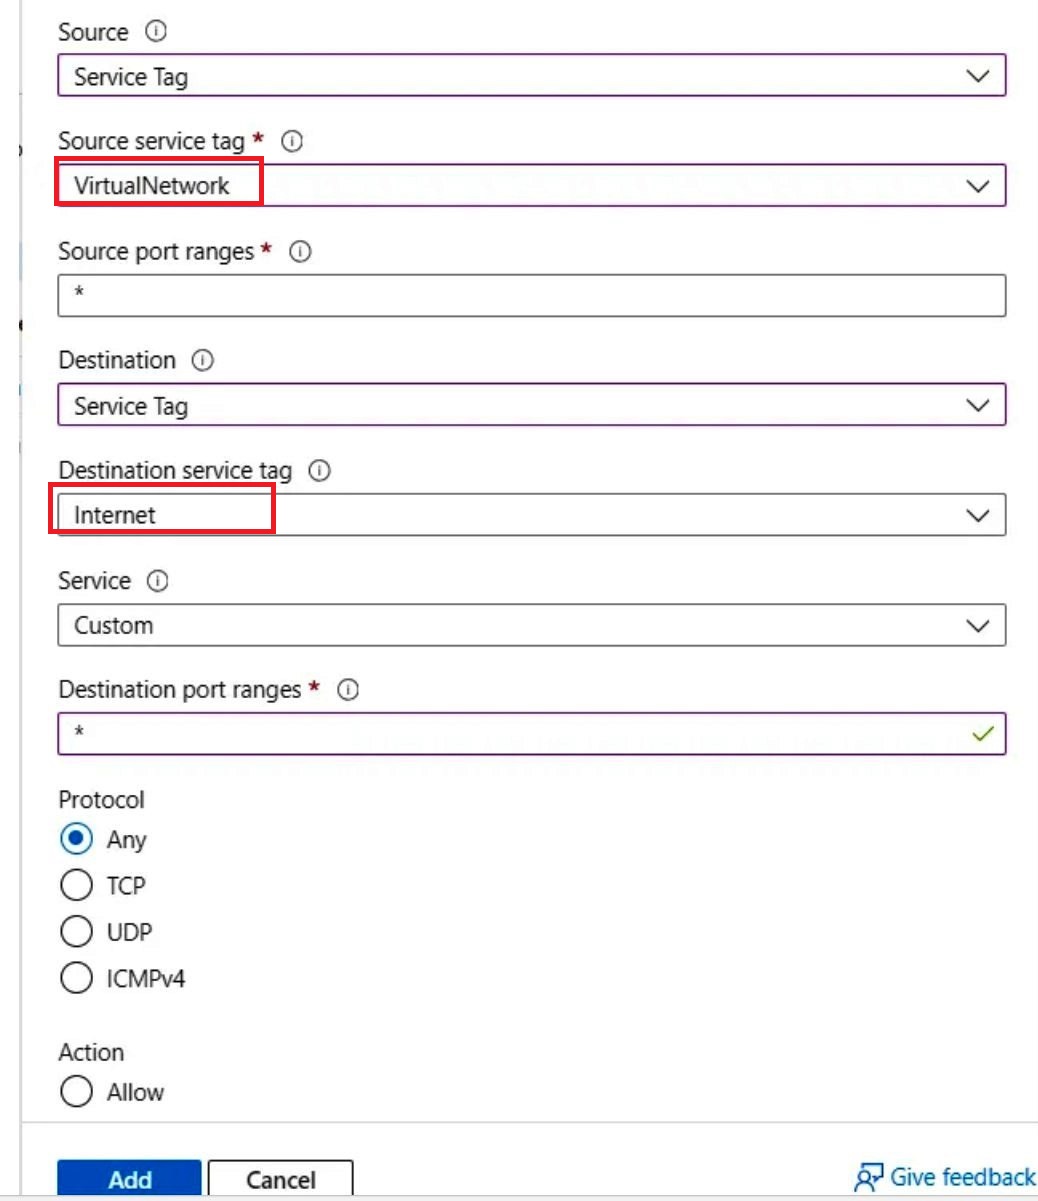 Source
Service Tag
Source service tag *
VirtualNetwork
Source port ranges *
*
Destination
Service Tag
Destination service tag
Internet
Service
Custom
Destination port ranges *
*
Protocol
Any
TCP
UDP
ICMPv4
Action
Allow
Add Cancel Give feedback